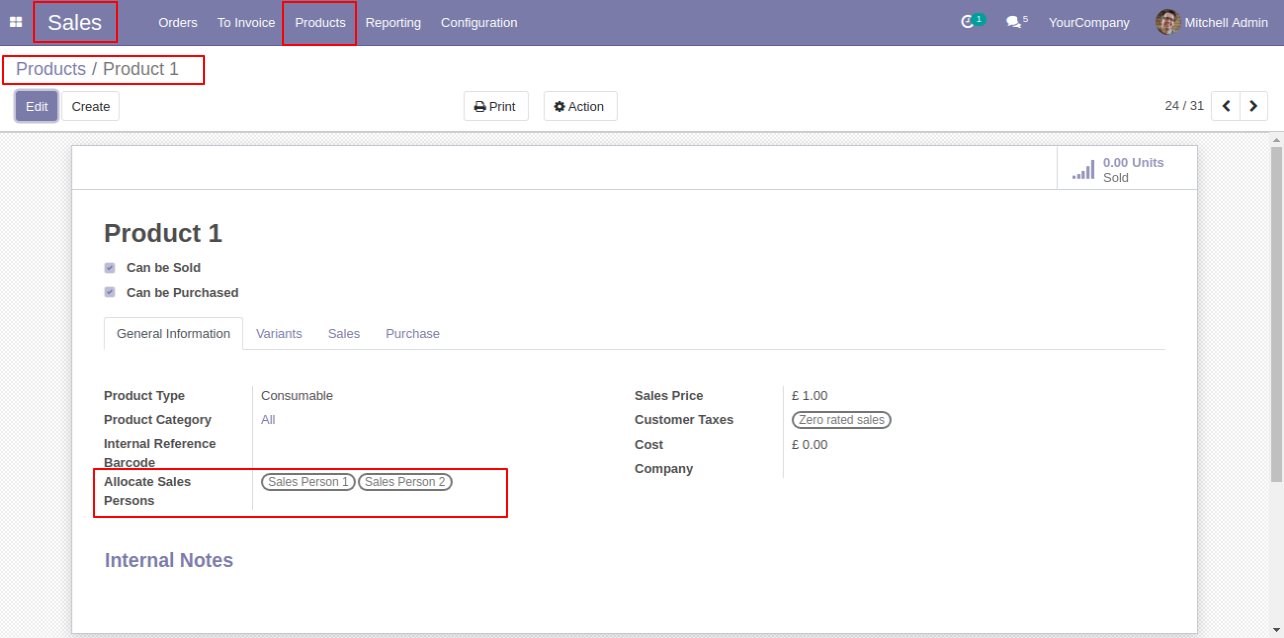 Sales Orders To Invoice Products Reporting Configuration 1 5 YourCompany Mitchell Admin
Products / Product 1
Edit Create Print Action 24 / 31
0.00 Units
Sold
Product 1
Can be Sold
Can be Purchased
General Information Variants Sales Purchase
Product Type Consumable
Product Category All
Internal Reference
Barcode
Allocate Sales Persons Sales Person 1 Sales Person 2
Sales Price £ 1.00
Customer Taxes Zero rated sales
Cost £ 0.00
Company
Internal Notes